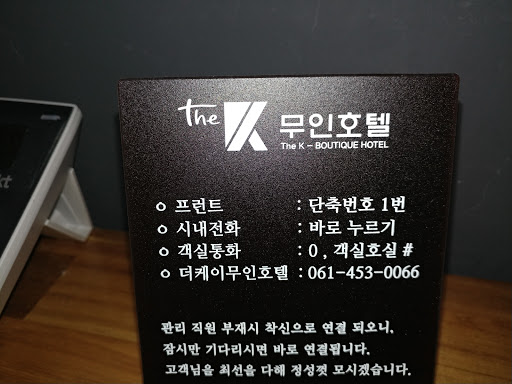 The K 무인호텔
The K - BOUTIQUE HOTEL
○ 프런트 : 단축번호 1번
○ 시내전화 : 바로 누르기
○ 객실통화 : 0 , 객실호실 #
○ 더케이무인호텔 : 061-453-0066
관리 직원 부재시 착신으로 연결 되오니,
잠시만 기다리시면 바로 연결됩니다.
고객님을 최선을 다해 정성껏 모시겠습니다.